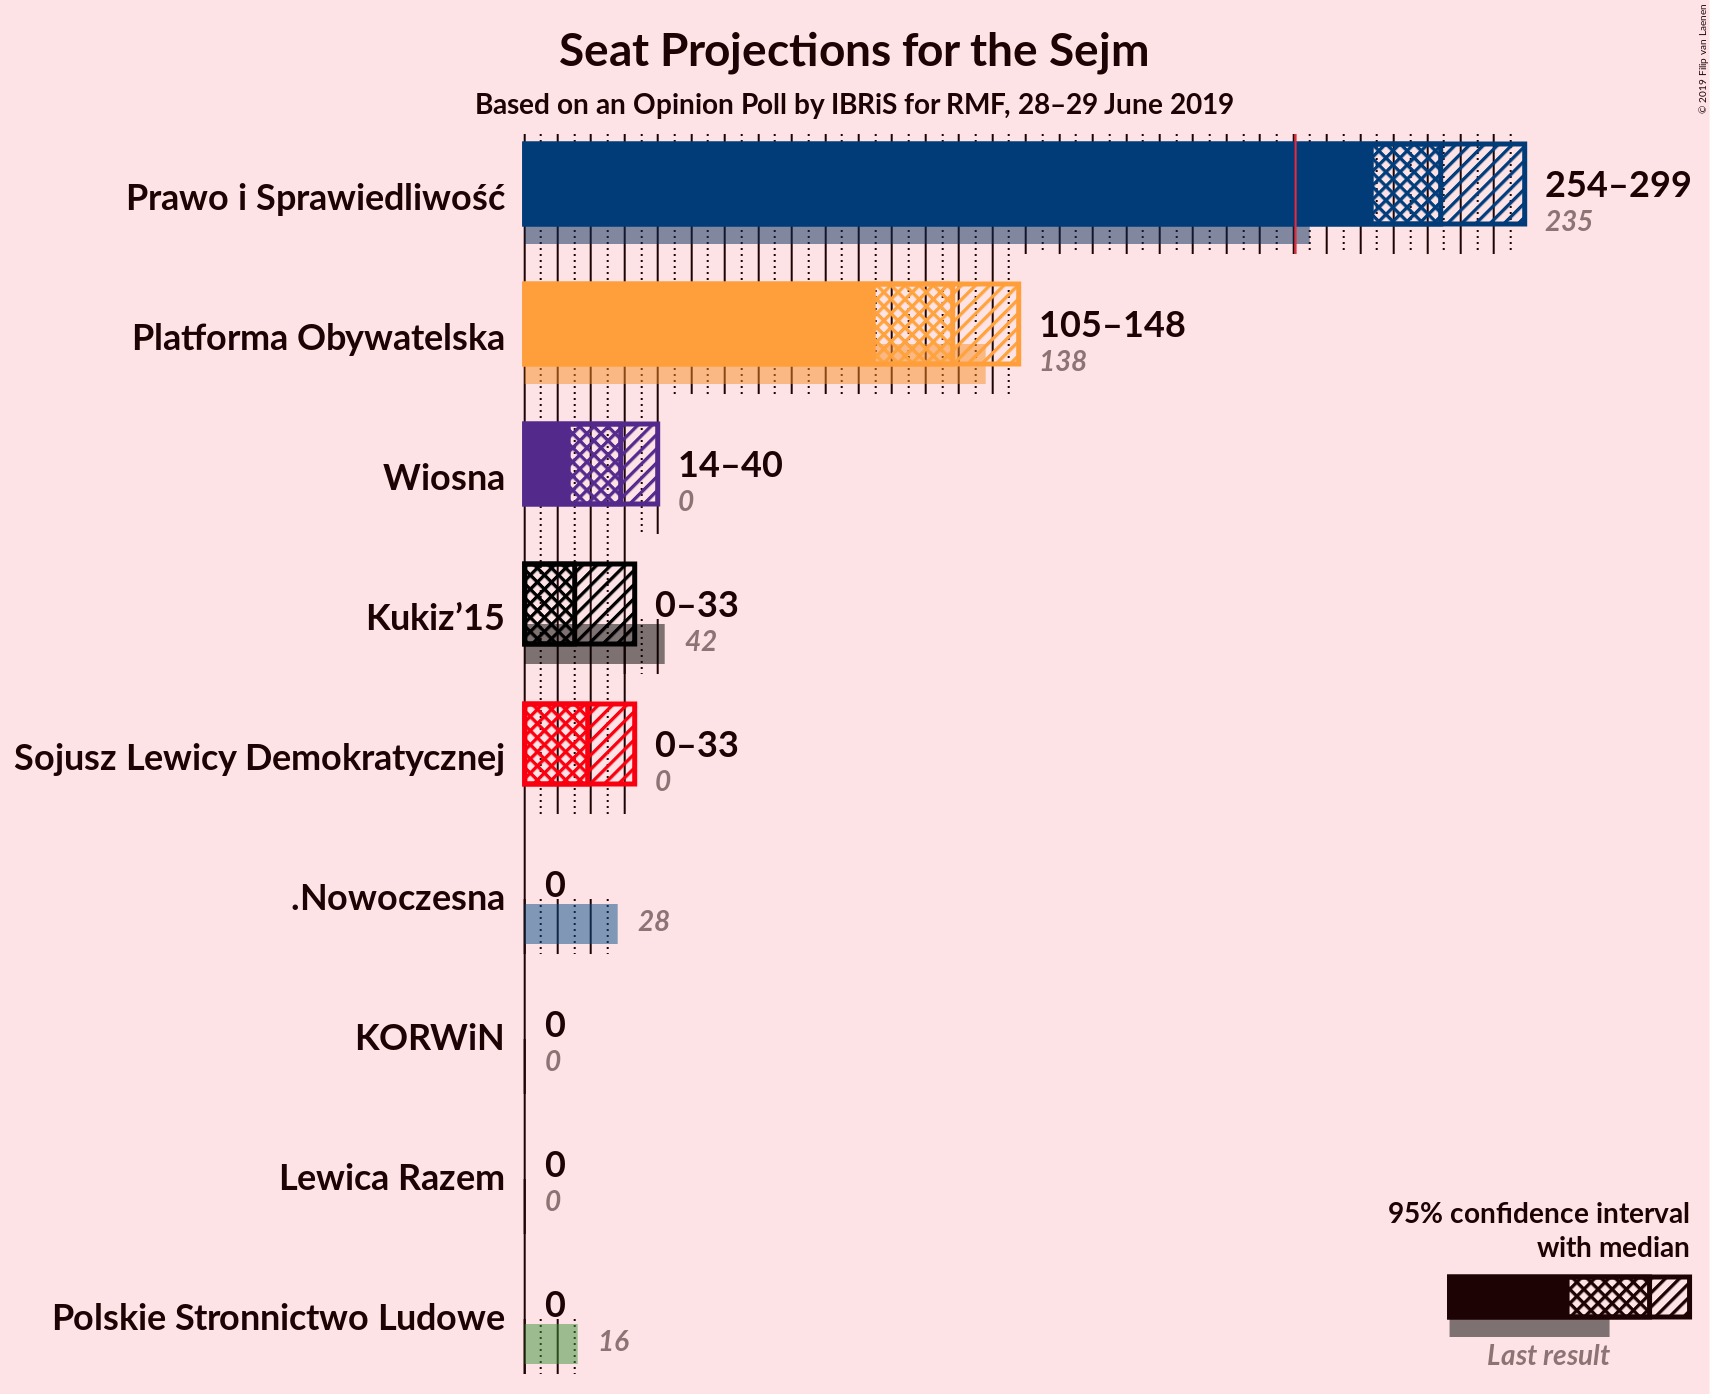 Seat Projections for the Sejm
Based on an Opinion Poll by IBRiS for RMF, 28–29 June 2019
© 2019 Filip van Laenen
Prawo i Sprawiedliwość
254–299
235
Platforma Obywatelska
105–148
138
Wiosna
14–40
0
Kukiz’15
0–33
42
Sojusz Lewicy Demokratycznej
0–33
0
.Nowoczesna
0
28
KORWiN
0
0
Lewica Razem
0
0
Polskie Stronnictwo Ludowe
0
16
95% confidence interval
with median
Last result